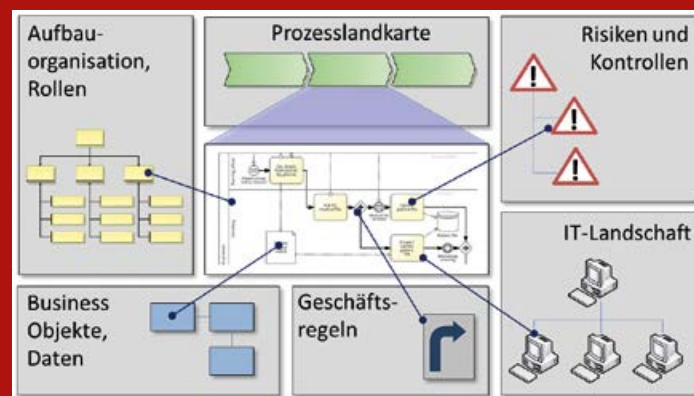 Aufbau-
organisation,
Rollen
Prozesslandkarte
Risiken und
Kontrollen
!
!
!
IT-Landschaft
Business
Objekte,
Daten
Geschäfts-
regeln